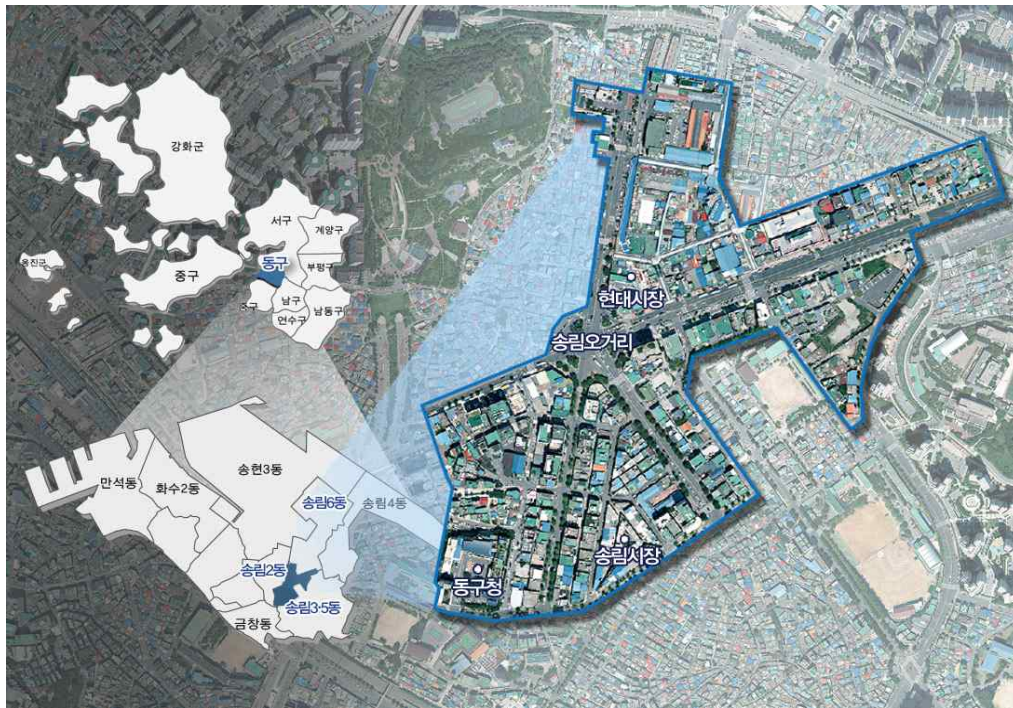 강화군
서구
계양구
동구
부평구
옹진군
중구
남구
남동구
연수구
현대시장
송림오거리
송현3동
만석동
화수2동
송림6동
송림4동
송림2동
송림시장
동구청
송림3·5동
금창동